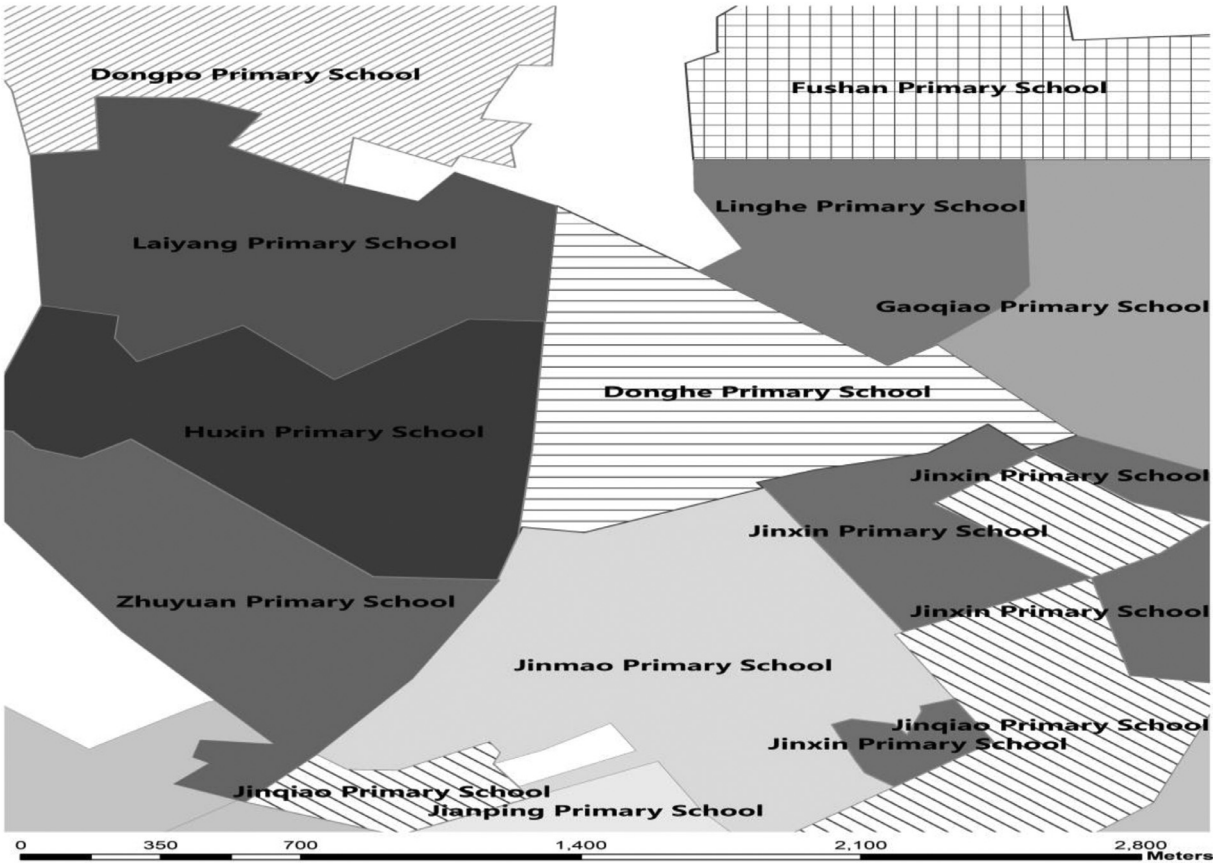 Dongpo Primary School
Fushan Primary School
Linghe Primary School
Laiyang Primary School
Gaoqiao Primary School
Donghe Primary School
Huxin Primary School
Jinxin Primary School
Jinxin Primary School
Zhuyuan Primary School
Jinxin Primary School
Jinmao Primary School
Jinqiao Primary School
Jinxin Primary School
Jinqiao Primary School
Jianping Primary School
0 350 700 1,400 2,100 2,800
Meters